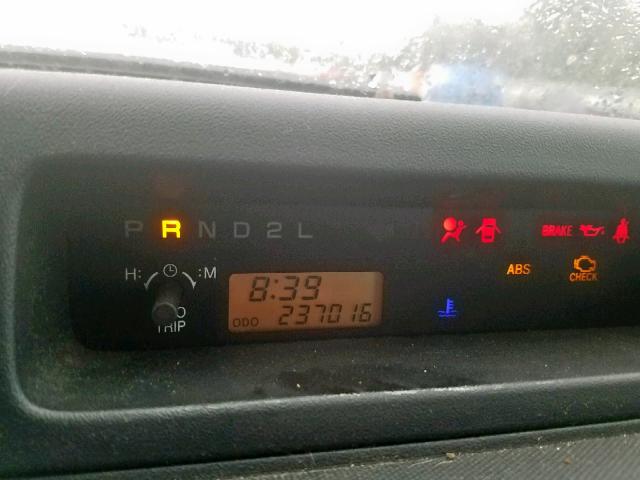 P R N D 2 L
BRAKE
H: :M
ABS
CHECK
8:39
ODO 237016
TRIP